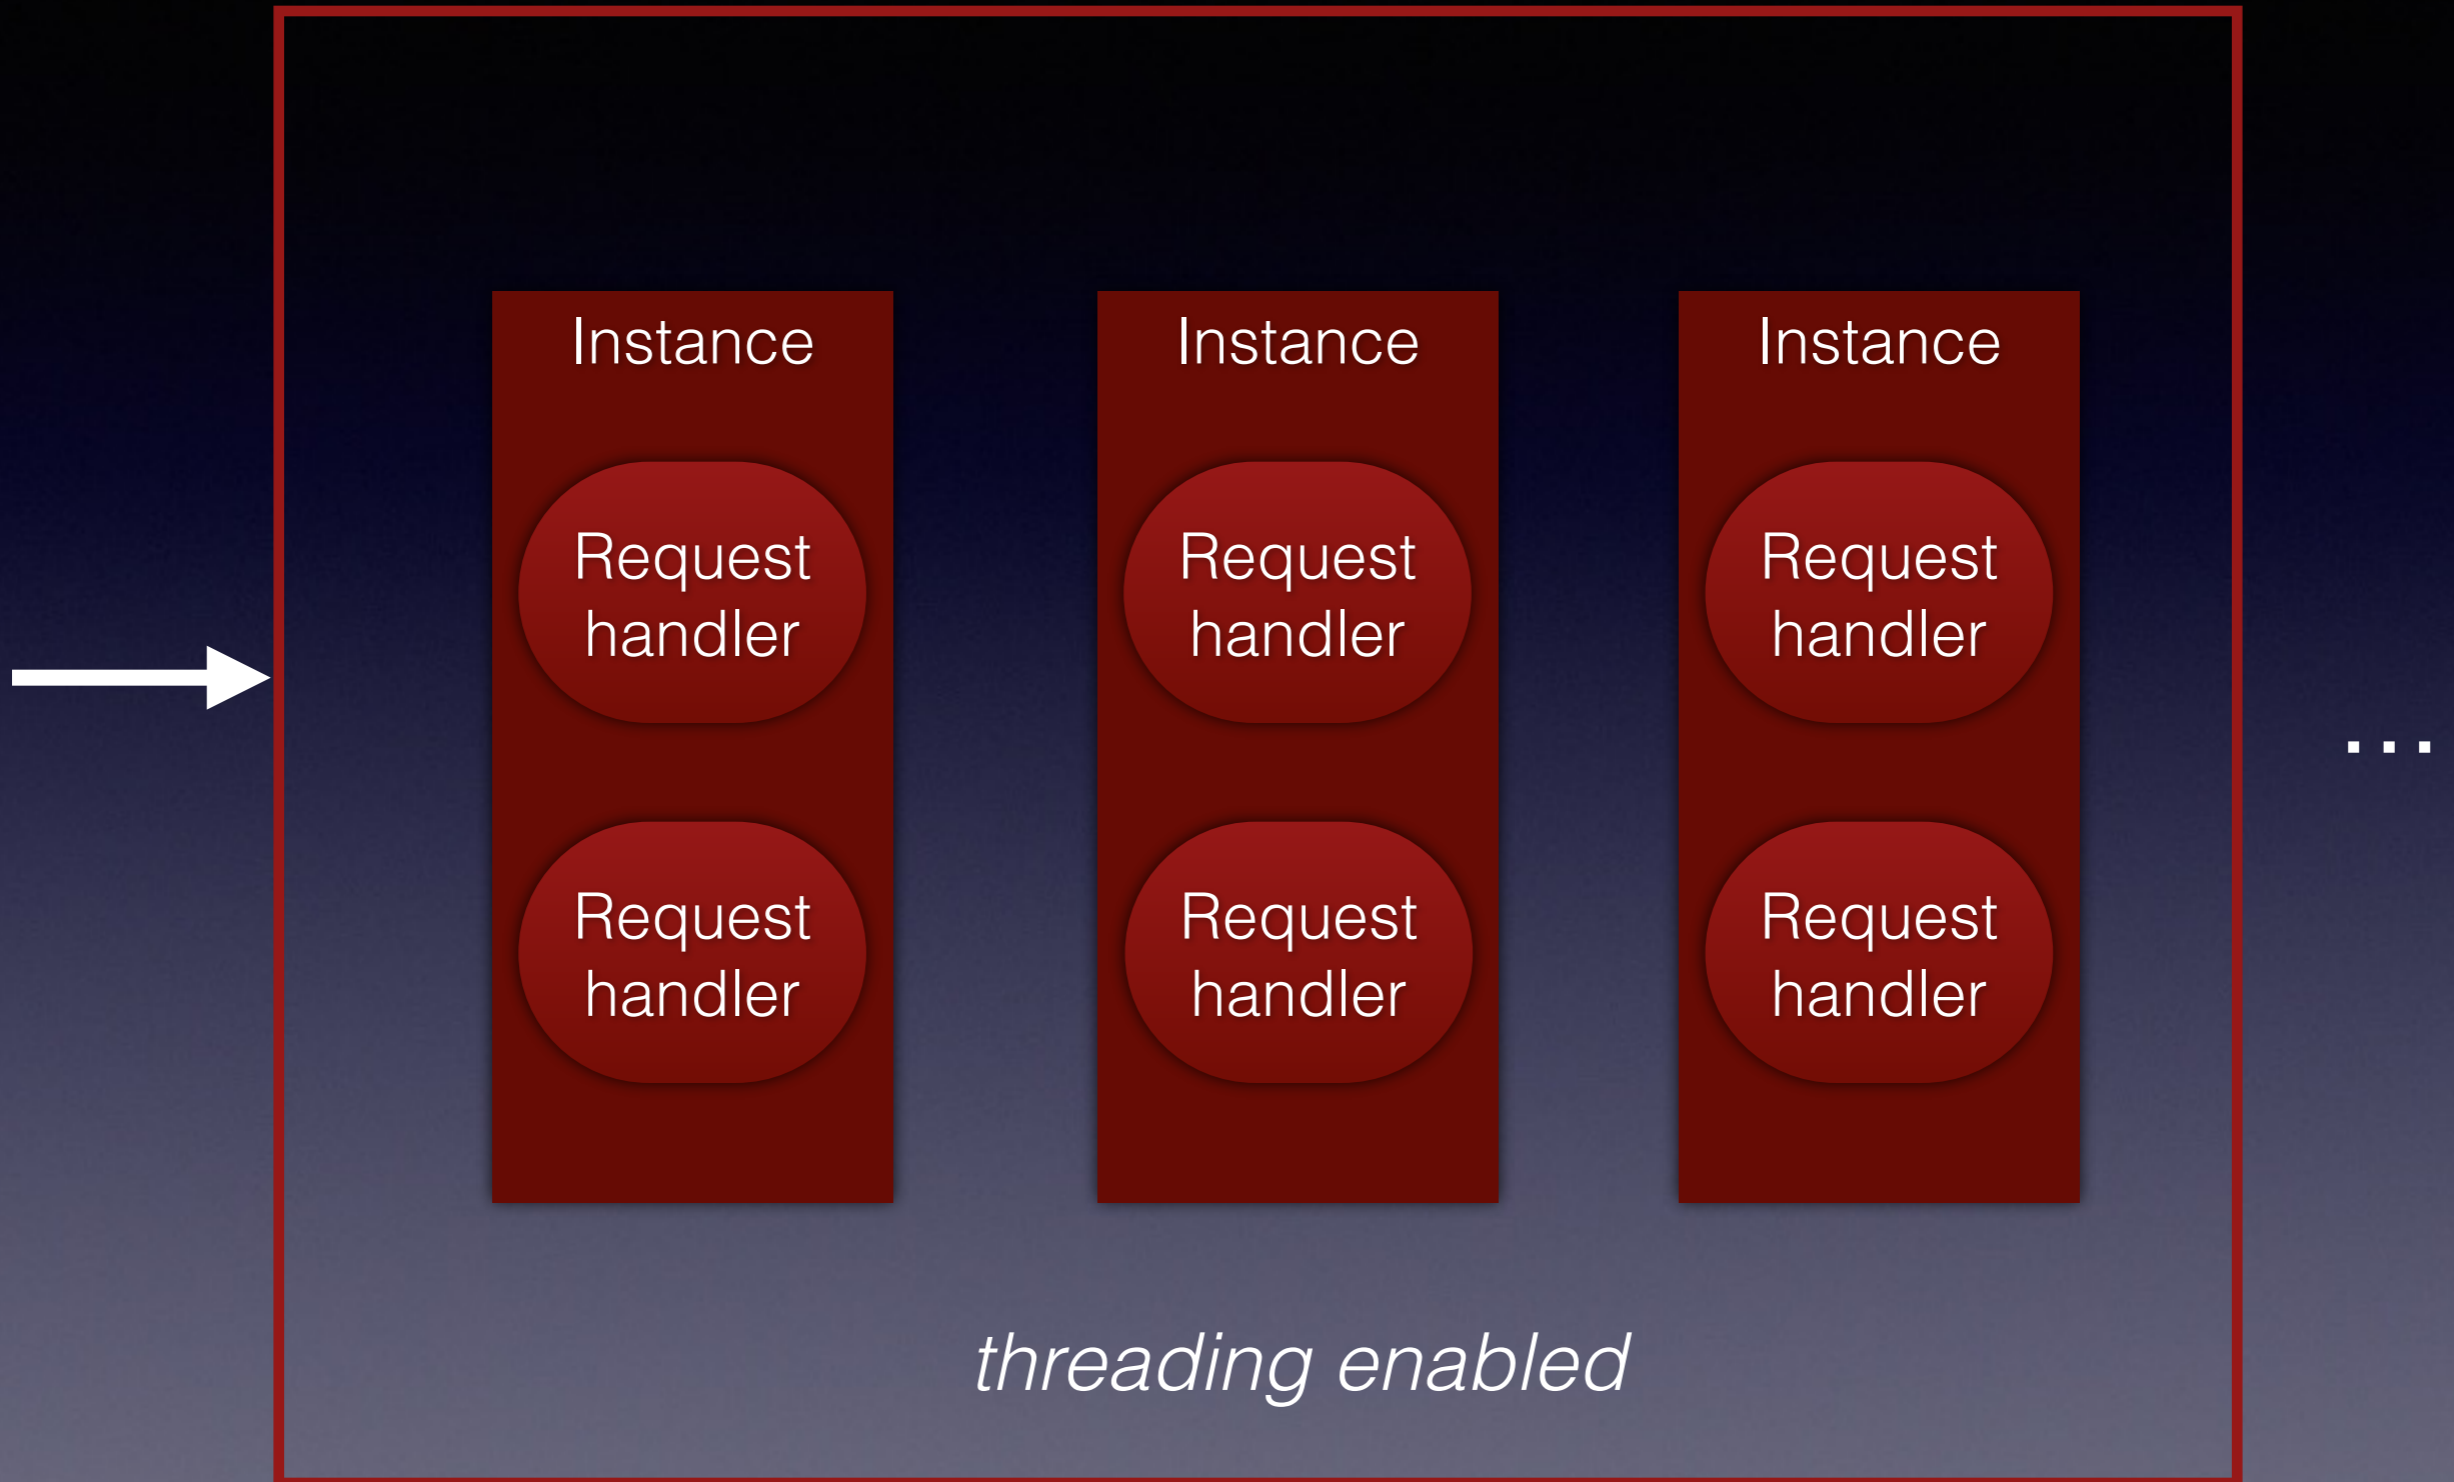 Instance
Request
handler
Request
handler
Instance
Request
handler
Request
handler
Instance
Request
handler
Request
handler
...
threading enabled